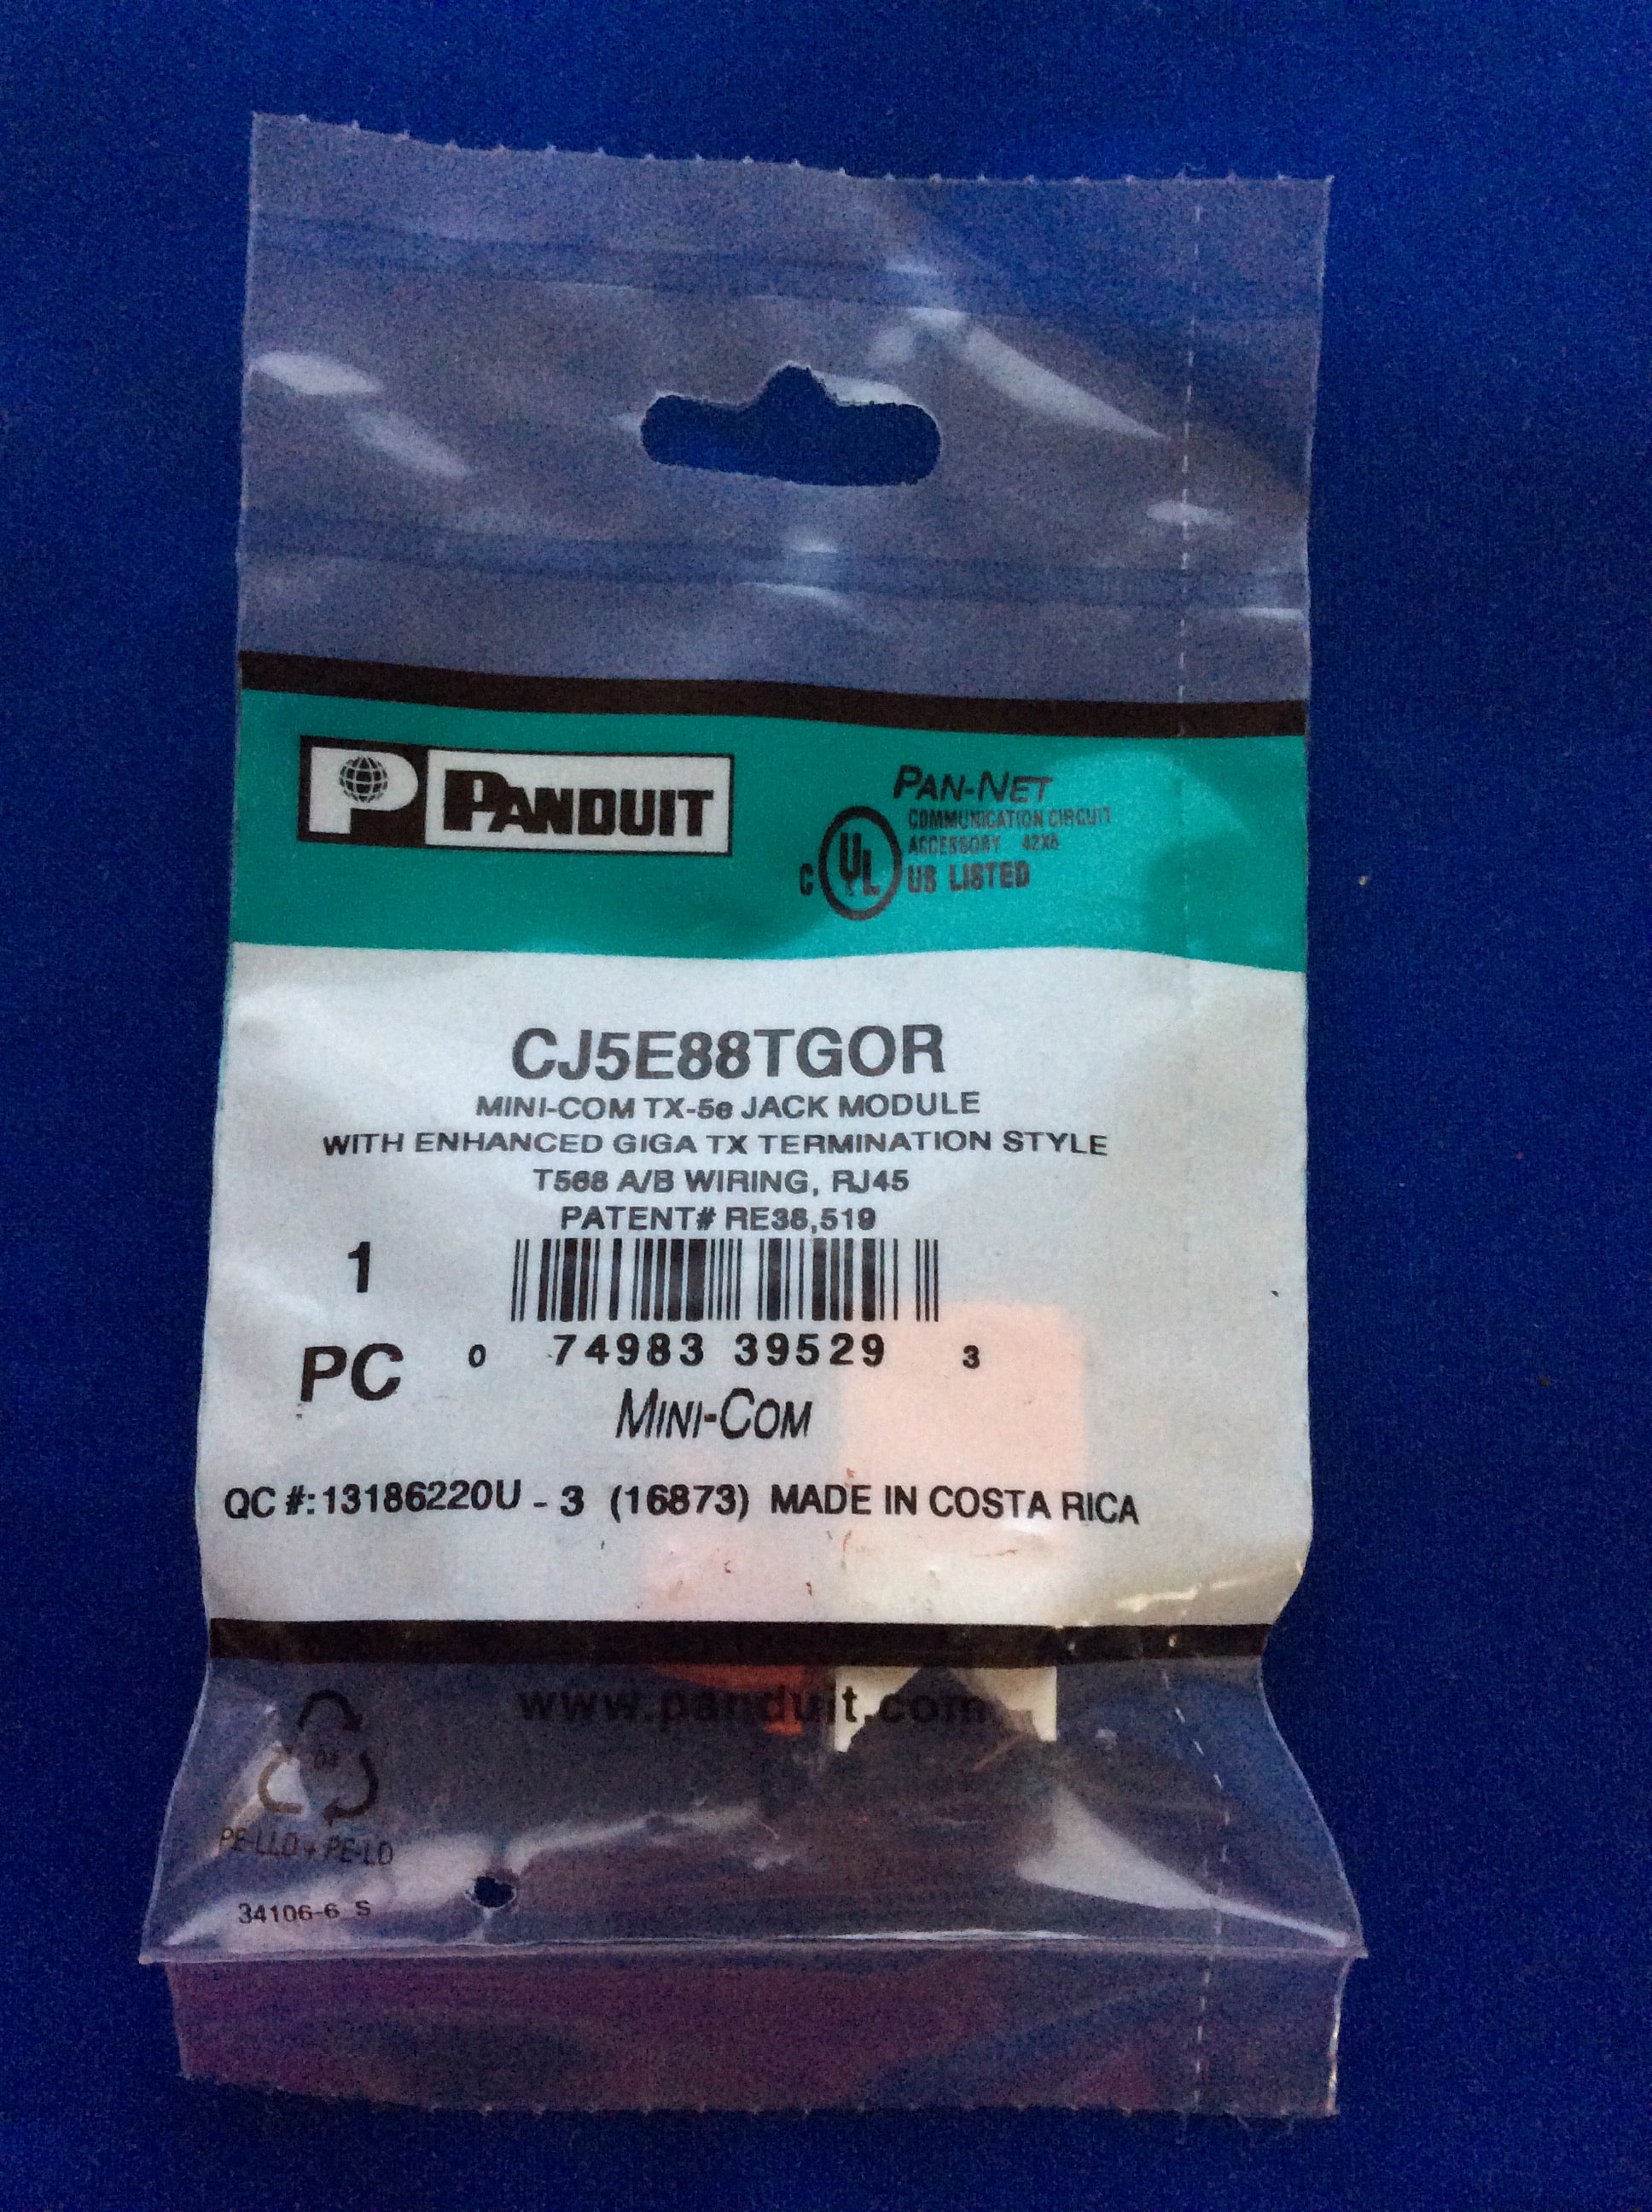 P PANDUIT
PAN-NET
COMMUNICATION CIRCUIT
ACCESSORY 42X6
C UL US LISTED
CJ5E88TGOR
MINI-COM TX-5e JACK MODULE
WITH ENHANCED GIGA TX TERMINATION STYLE
T568 A/B WIRING, RJ45
PATENT# RE38,519
1
PC
0 74983 39529 3
MINI-COM
QC #:13186220U - 3 (16873) MADE IN COSTA RICA
www.panduit.com
04
PE-LLD + PE-LD
34106-6 S